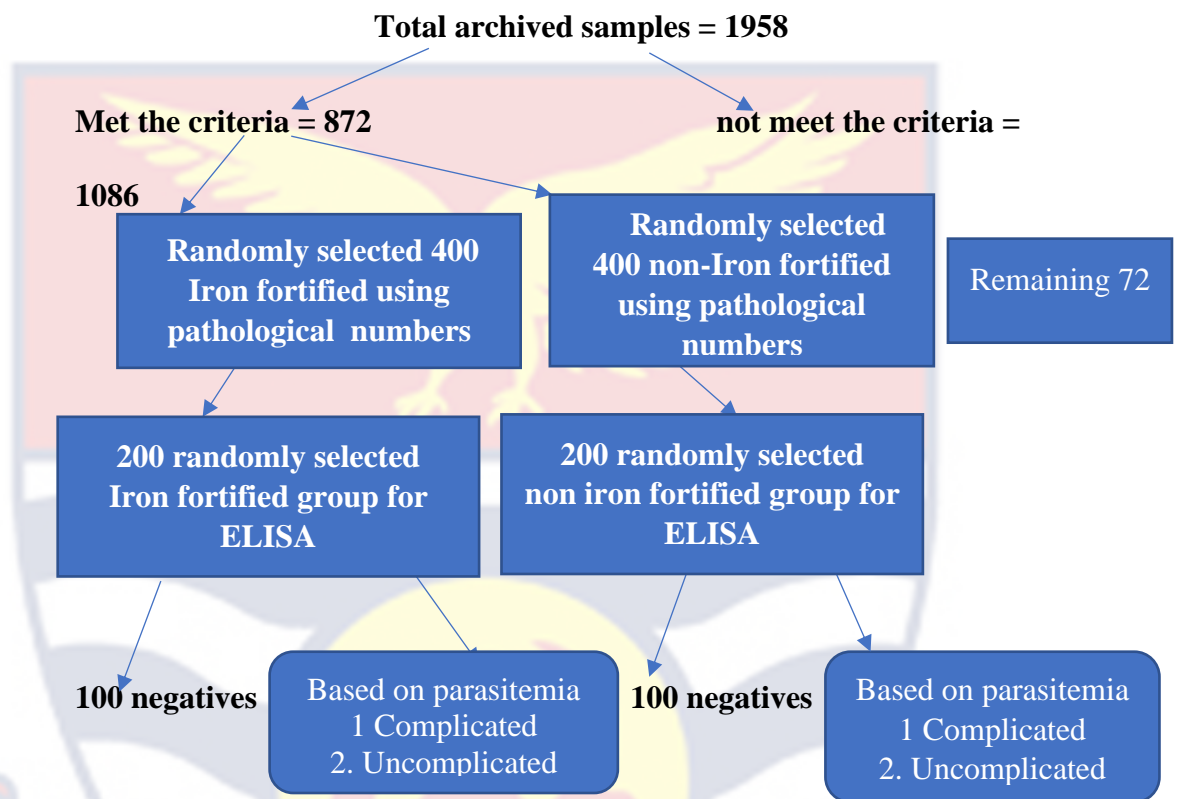 Total archived samples = 1958
Met the criteria = 872
not meet the criteria =
1086
Randomly selected 400
Iron fortified using
pathological numbers
Randomly selected
400 non-Iron fortified
using pathological
numbers
Remaining 72
200 randomly selected
Iron fortified group for
ELISA
200 randomly selected
non iron fortified group for
ELISA
100 negatives
Based on parasitemia
1 Complicated
2. Uncomplicated
100 negatives
Based on parasitemia
1 Complicated
2. Uncomplicated